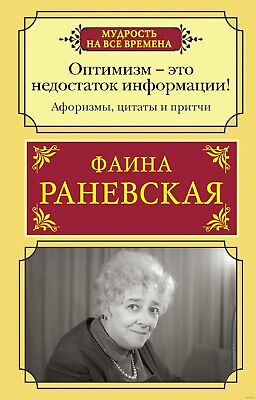 МУДРОСТЬ
НА ВСЕ ВРЕМЕНА
Оптимизм – это
недостаток информации!
Афоризмы, цитаты и притчи
ФАИНА
РАНЕВСКАЯ